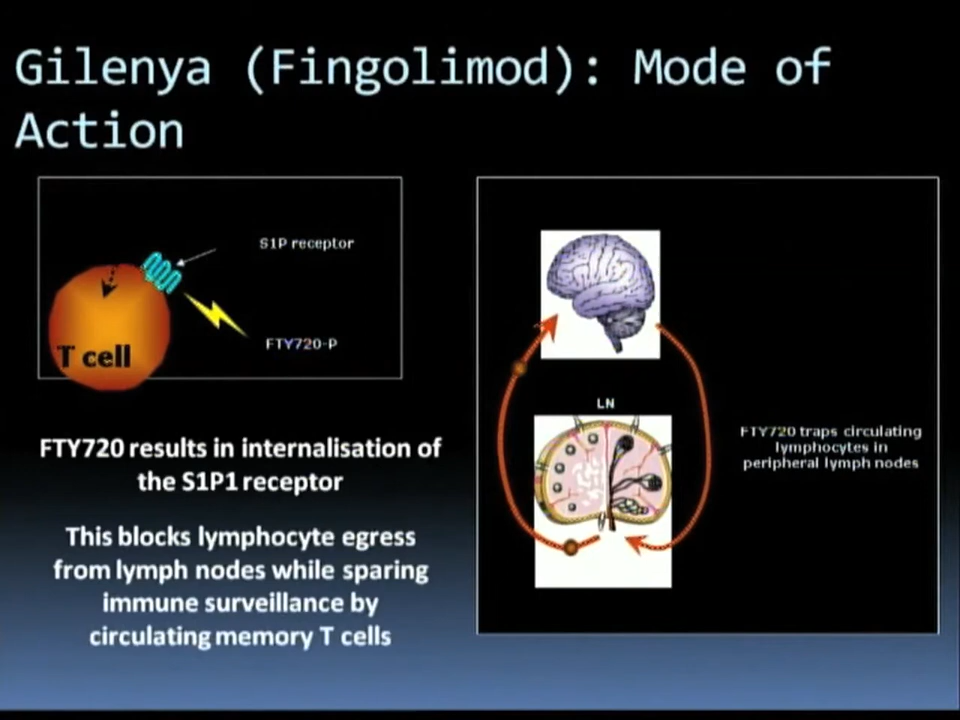 Gilenya (Fingolimod): Mode of
Action
S1P receptor
FTY720-P
T cell
FTY720 results in internalisation of
the S1P1 receptor
This blocks lymphocyte egress
from lymph nodes while sparing
immune surveillance by
circulating memory T cells
LN
FTY720 traps circulating
lymphocytes in
peripheral lymph nodes